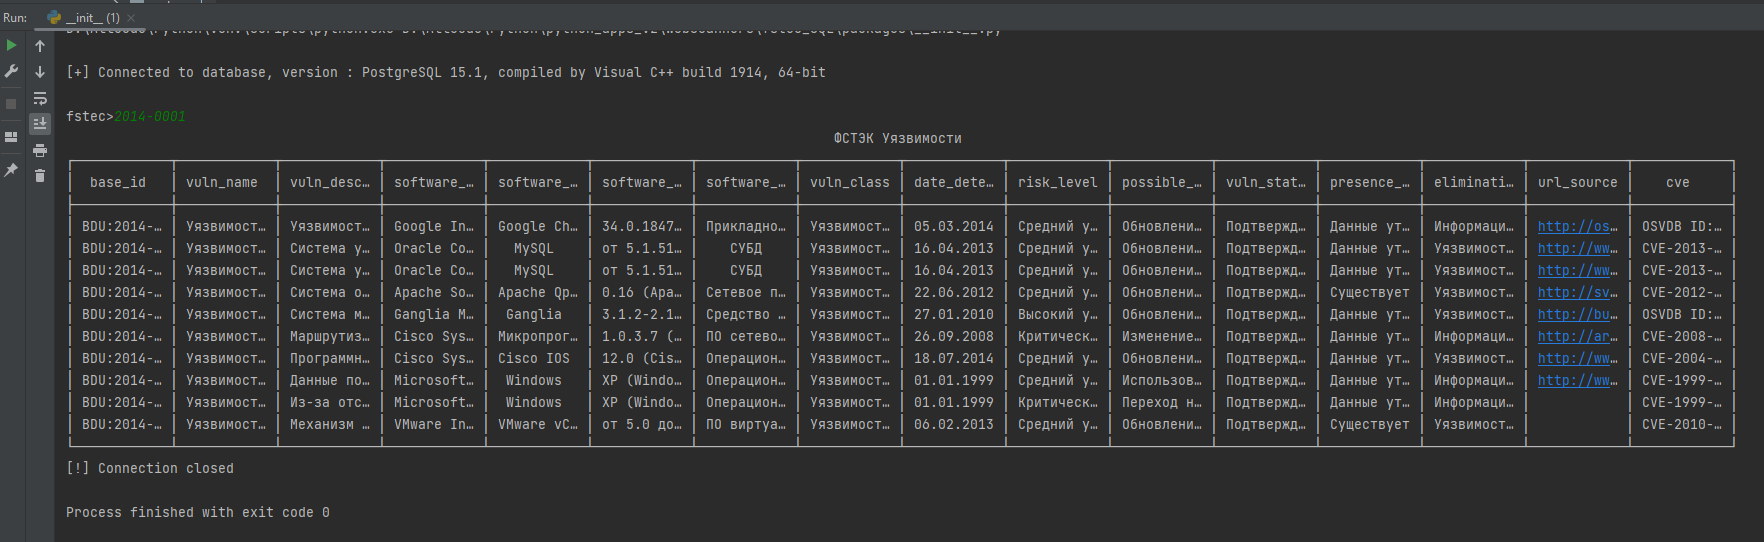 Run: __init__ (1)
[+] Connected to database, version : PostgreSQL 15.1, compiled by Visual C++ build 1914, 64-bit
fstec>2014-0001
ФСТЭК Уязвимости
base_id vuln_name vuln_desc… software_… software_… software_… software_… vuln_class date_dete… risk_level possible_… vuln_stat… presence_… eliminati… url_source cve
BDU:2014-… Уязвимост… Уязвимост… Google In… Google Ch… 34.0.1847… Прикладно… Уязвимост… 05.03.2014 Средний у… Обновлени… Подтвержд… Данные ут… Информаци… http://os… OSVDB ID:…
BDU:2014-… Уязвимост… Система у… Oracle Co… MySQL от 5.1.51… СУБД Уязвимост… 16.04.2013 Средний у… Обновлени… Подтвержд… Данные ут… Уязвимост… http://ww… CVE-2013-…
BDU:2014-… Уязвимост… Система у… Oracle Co… MySQL от 5.1.51… СУБД Уязвимост… 16.04.2013 Средний у… Обновлени… Подтвержд… Данные ут… Уязвимост… http://ww… CVE-2013-…
BDU:2014-… Уязвимост… Система о… Apache So… Apache Qp… 0.16 (Apa… Сетевое п… Уязвимост… 22.06.2012 Средний у… Обновлени… Подтвержд… Существует Уязвимост… http://sv… CVE-2012-…
BDU:2014-… Уязвимост… Система м… Ganglia M… Ganglia 3.1.2-2.1… Средство … Уязвимост… 27.01.2010 Высокий у… Обновлени… Подтвержд… Данные ут… Уязвимост… http://bu… OSVDB ID:…
BDU:2014-… Уязвимост… Маршрутиз… Cisco Sys… Микропрог… 1.0.3.7 (… ПО сетево… Уязвимост… 26.09.2008 Критическ… Изменение… Подтвержд… Данные ут… Информаци… http://ar… CVE-2008-…
BDU:2014-… Уязвимост… Программн… Cisco Sys… Cisco IOS 12.0 (Cis… Операцион… Уязвимост… 18.07.2014 Средний у… Обновлени… Подтвержд… Данные ут… Уязвимост… http://ww… CVE-2004-…
BDU:2014-… Уязвимост… Данные по… Microsoft… Windows XP (Windo… Операцион… Уязвимост… 01.01.1999 Средний у… Использов… Подтвержд… Данные ут… Информаци… http://ww… CVE-1999-…
BDU:2014-… Уязвимост… Из-за отс… Microsoft… Windows XP (Windo… Операцион… Уязвимост… 01.01.1999 Критическ… Переход н… Подтвержд… Данные ут… Информаци… CVE-1999-…
BDU:2014-… Уязвимост… Механизм … VMware In… VMware vC… от 5.0 до… ПО виртуа… Уязвимост… 06.02.2013 Средний у… Обновлени… Подтвержд… Существует Уязвимост… CVE-2010-…
[!] Connection closed
Process finished with exit code 0